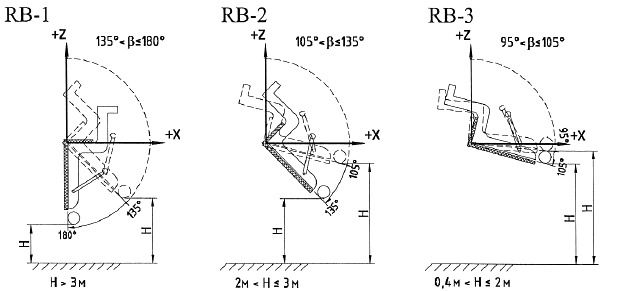 RB-1 RB-2 RB-3
135°<β≤180° 105°<β≤135° 95°<β≤105°
+Z +Z +Z
+X +X +X
95°
105° 105°
135° 135°
180°
H H H H H H
H > 3м 2м < H ≤ 3м 0,4м < H ≤ 2м